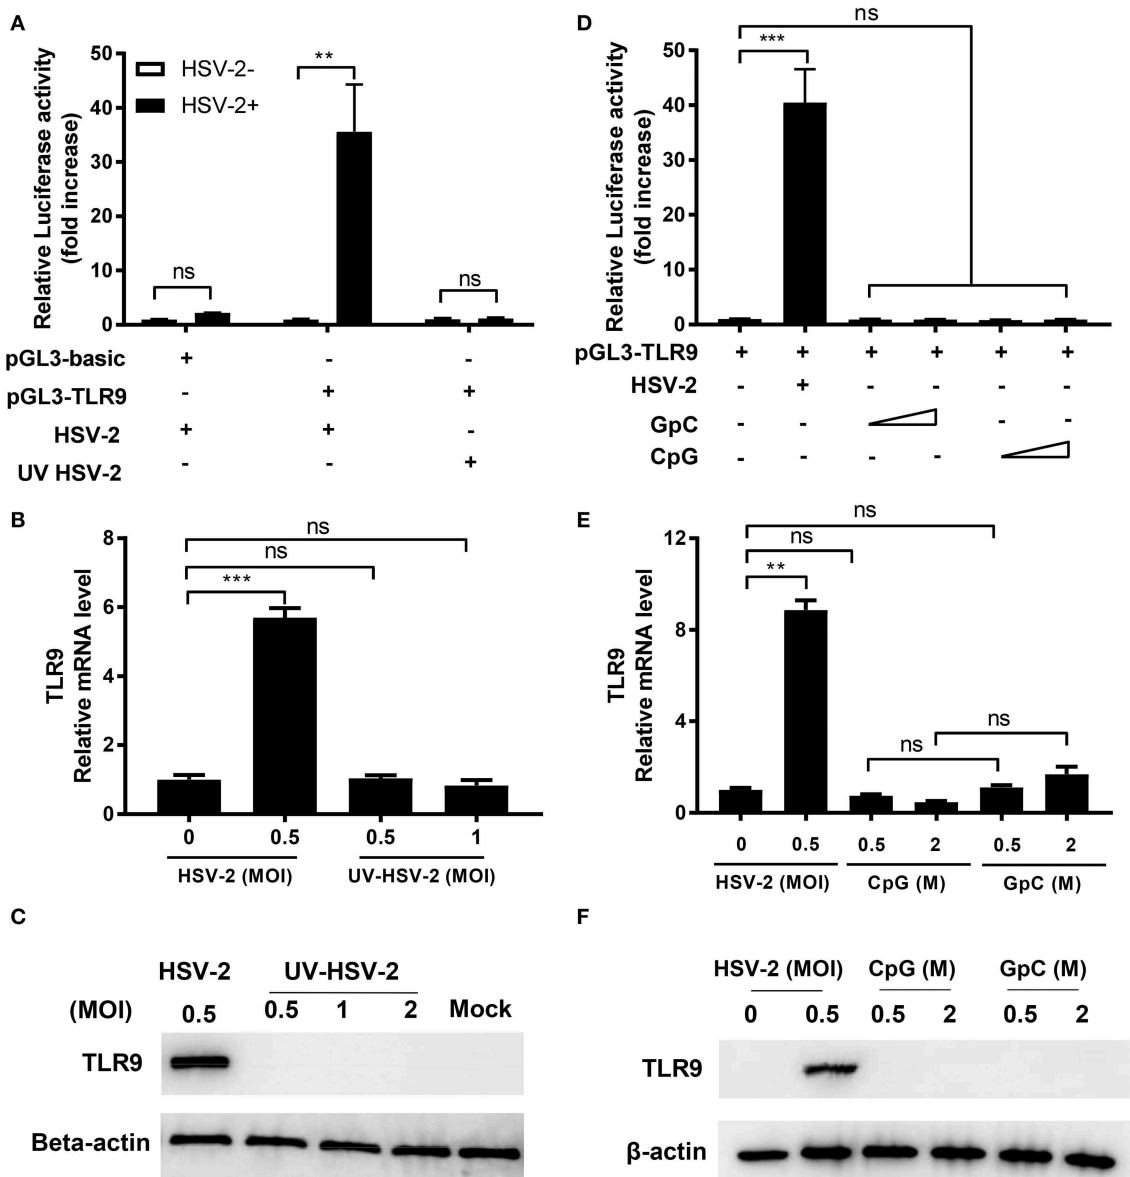 A
Relative Luciferase activity
(fold increase)
50
40
30
20
10
0
HSV-2-
HSV-2+
ns
**
ns
pGL3-basic + - -
pGL3-TLR9 - + +
HSV-2 + + -
UV HSV-2 - - +
B
TLR9
Relative mRNA level
8
6
4
2
0
ns
ns
***
0 0.5 0.5 1
HSV-2 (MOI) UV-HSV-2 (MOI)
C
HSV-2 UV-HSV-2
(MOI) 0.5 0.5 1 2 Mock
TLR9
Beta-actin
D
Relative Luciferase activity
(fold increase)
50
40
30
20
10
0
ns
***
pGL3-TLR9 + + + + + +
HSV-2 - + - - - -
GpC - - - -
CpG - - - -
E
TLR9
Relative mRNA level
12
8
4
0
ns
ns
**
ns
ns
0 0.5 0.5 2 0.5 2
HSV-2 (MOI) CpG (M) GpC (M)
F
HSV-2 (MOI) CpG (M) GpC (M)
0 0.5 0.5 2 0.5 2
TLR9
β-actin